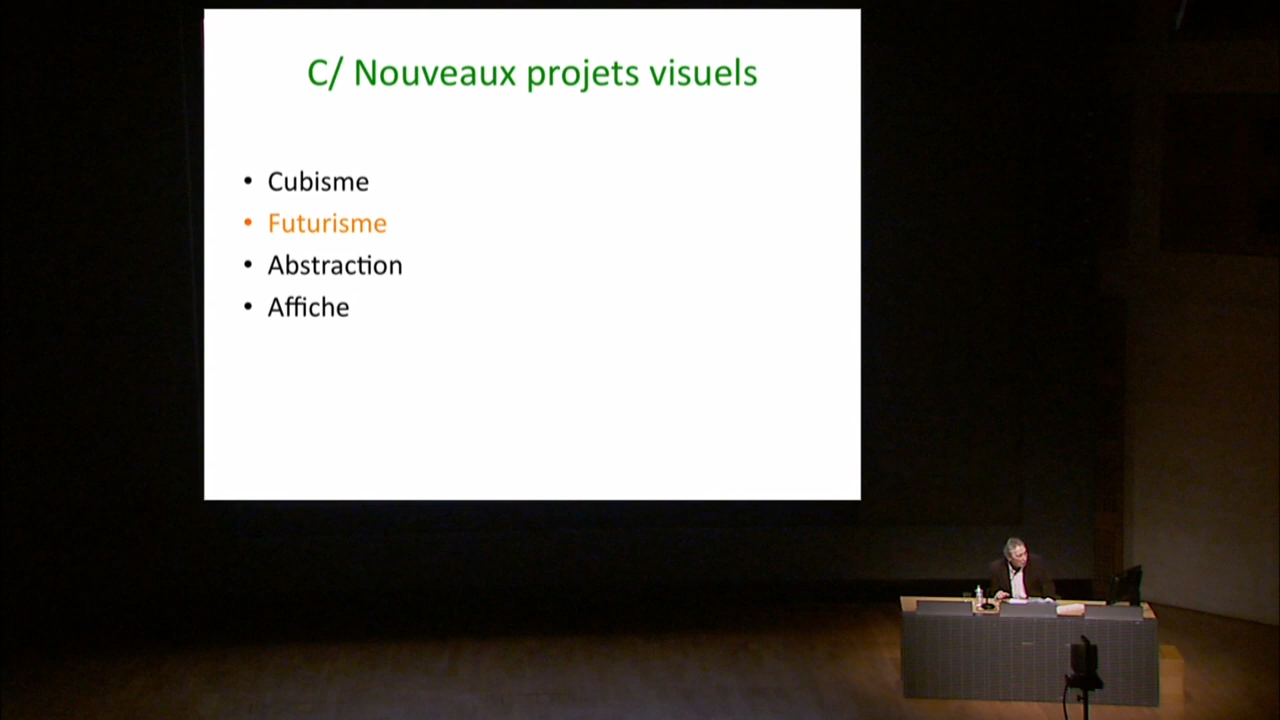 C/ Nouveaux projets visuels
• Cubisme
• Futurisme
• Abstraction
• Affiche